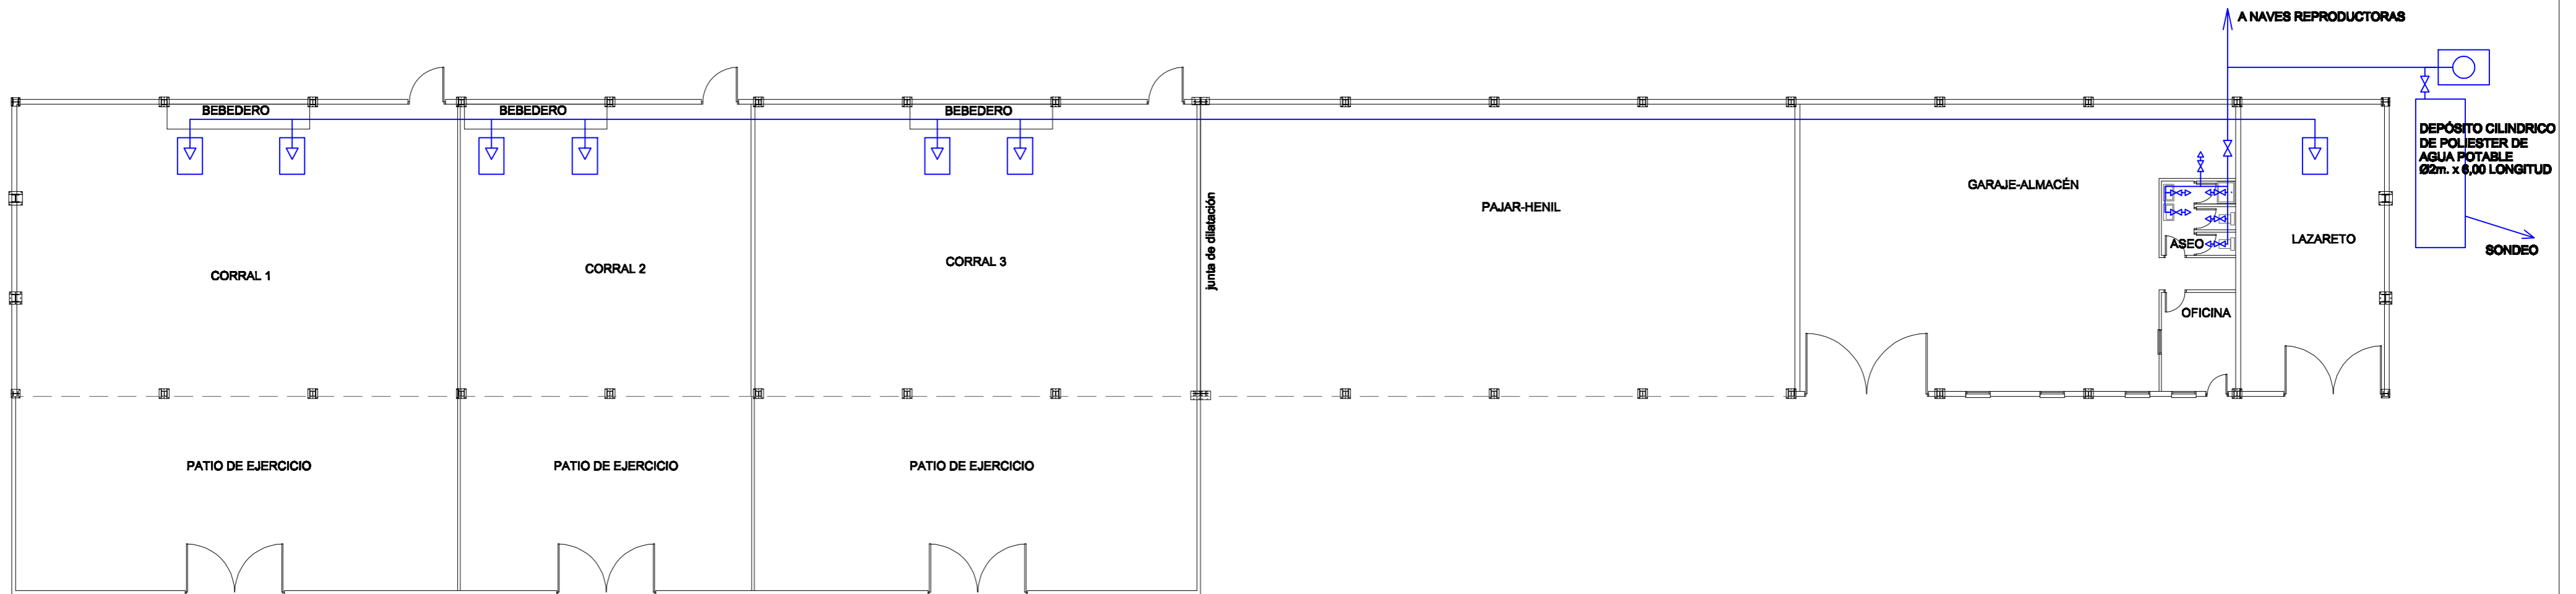 A NAVES REPRODUCTORAS
BEBEDERO
BEBEDERO
BEBEDERO
DEPÓSITO CILINDRICO
DE POLIESTER DE
AGUA POTABLE
Ø2m. x 6,00 LONGITUD
GARAJE-ALMACÉN
PAJAR-HENIL
junta de dilatación
ASEO
LAZARETO
SONDEO
CORRAL 1
CORRAL 2
CORRAL 3
OFICINA
PATIO DE EJERCICIO
PATIO DE EJERCICIO
PATIO DE EJERCICIO